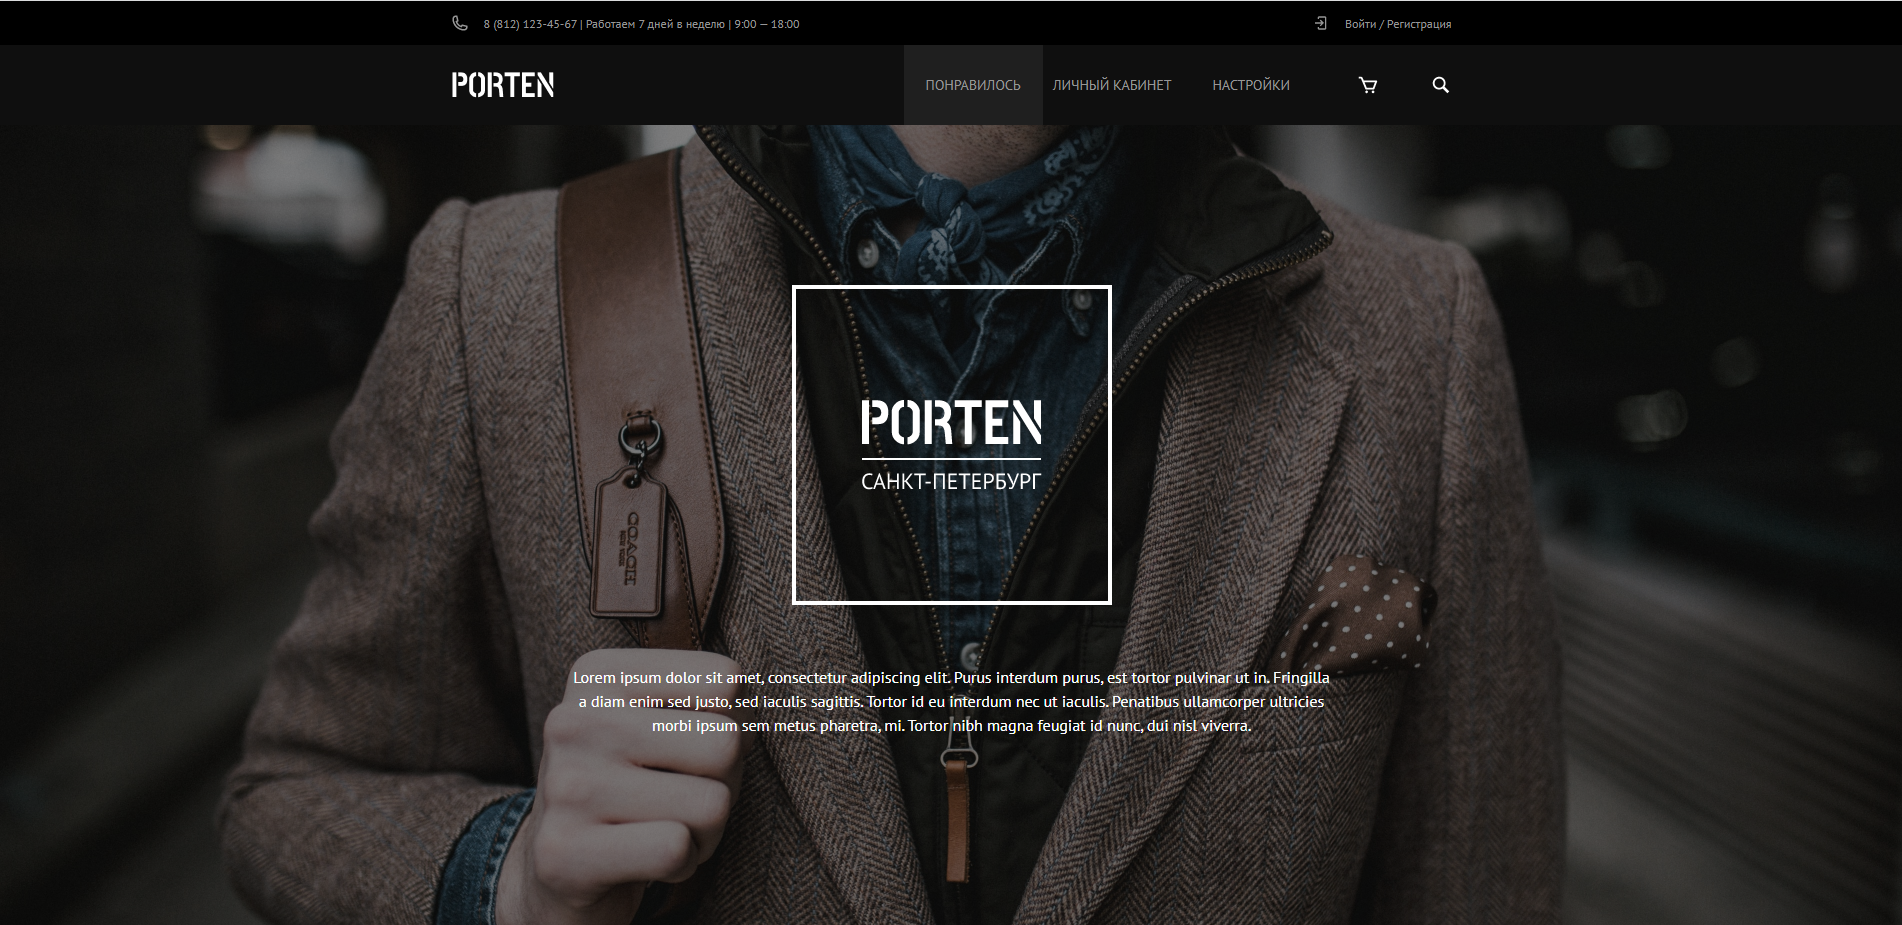 8 (812) 123-45-67 | Работаем 7 дней в неделю | 9:00 — 18:00
Войти / Регистрация
PORTEN
ПОНРАВИЛОСЬ
ЛИЧНЫЙ КАБИНЕТ
НАСТРОЙКИ
PORTEN
САНКТ-ПЕТЕРБУРГ
COACH
NEW YORK
Lorem ipsum dolor sit amet, consectetur adipiscing elit. Purus interdum purus, est tortor pulvinar ut in. Fringilla
a diam enim sed justo, sed iaculis sagittis. Tortor id eu interdum nec ut iaculis. Penatibus ullamcorper ultricies
morbi ipsum sem metus pharetra, mi. Tortor nibh magna feugiat id nunc, dui nisl viverra.